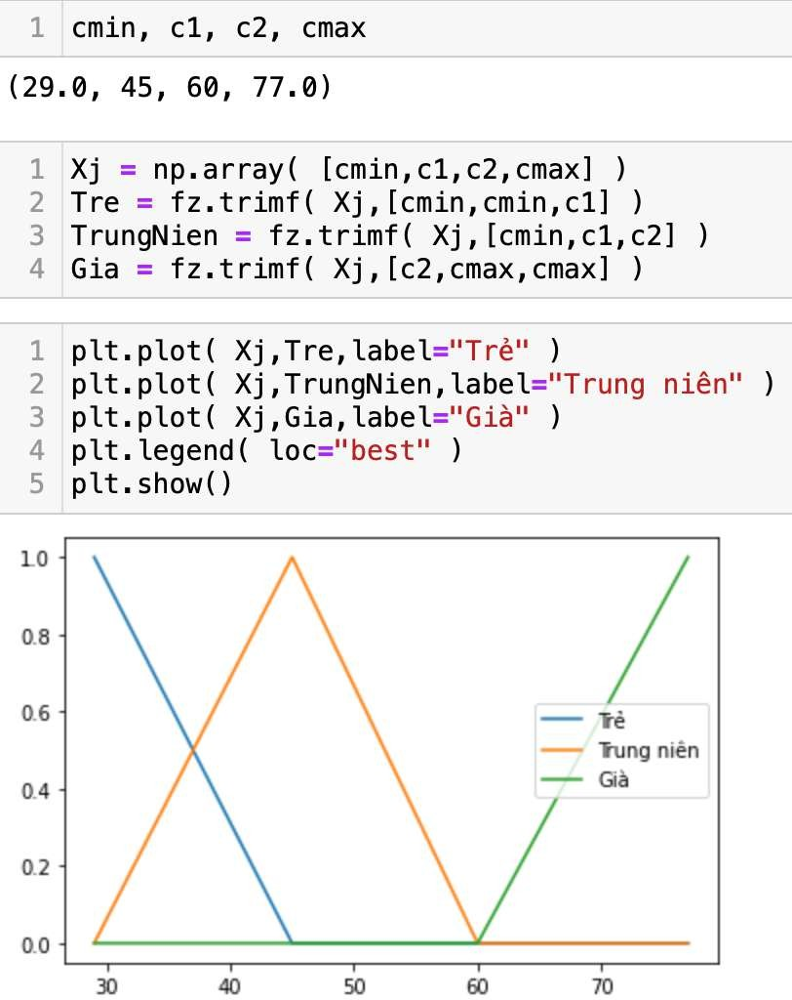 1 cmin, c1, c2, cmax
(29.0, 45, 60, 77.0)
1 Xj = np.array( [cmin,c1,c2,cmax] )
2 Tre = fz.trimf( Xj,[cmin,cmin,c1] )
3 TrungNien = fz.trimf( Xj,[cmin,c1,c2] )
4 Gia = fz.trimf( Xj,[c2,cmax,cmax] )
1 plt.plot( Xj,Tre,label="Trẻ" )
2 plt.plot( Xj,TrungNien,label="Trung niên" )
3 plt.plot( Xj,Gia,label="Già" )
4 plt.legend( loc="best" )
5 plt.show()
1.0
0.8
0.6
0.4
0.2
0.0
Trẻ
Trung niên
Già
30 40 50 60 70